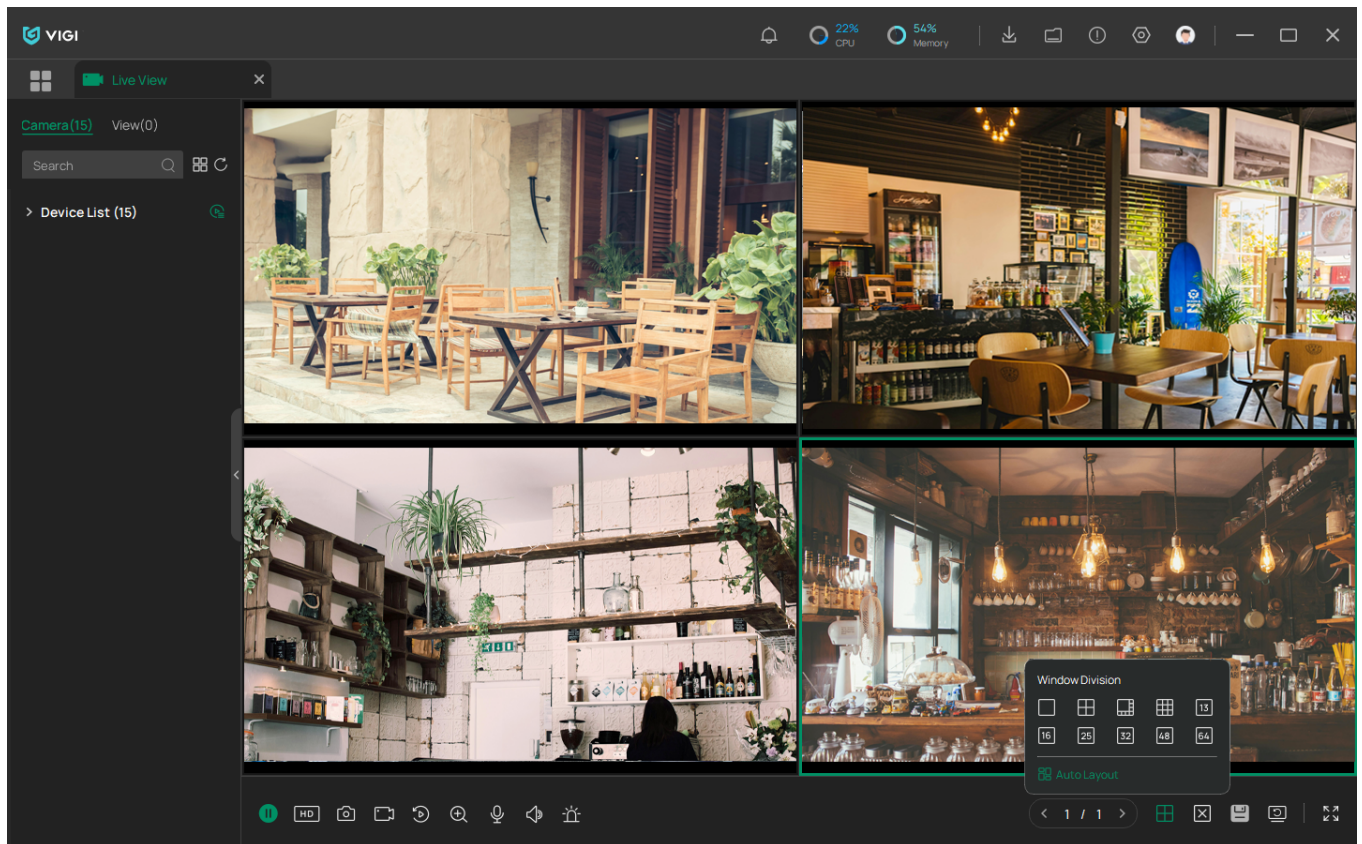 VIGI
22%
CPU
54%
Memory
Live View
Camera(15)
View(0)
Search
Device List (15)
Window Division
13
16
25
32
48
64
Auto Layout
HD
1 / 1